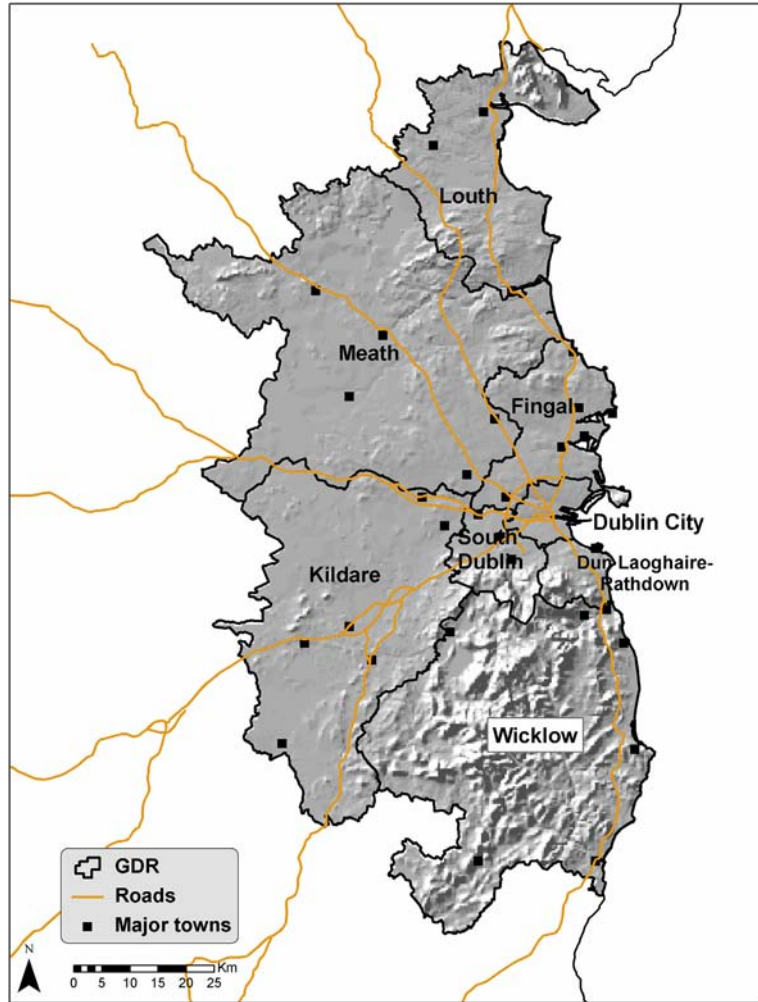 Louth
Meath
Fingal
Dublin City
South
Dublin
Dun Laoghaire-
Rathdown
Kildare
Wicklow
GDR
Roads
Major towns
N
Km
0 5 10 15 20 25